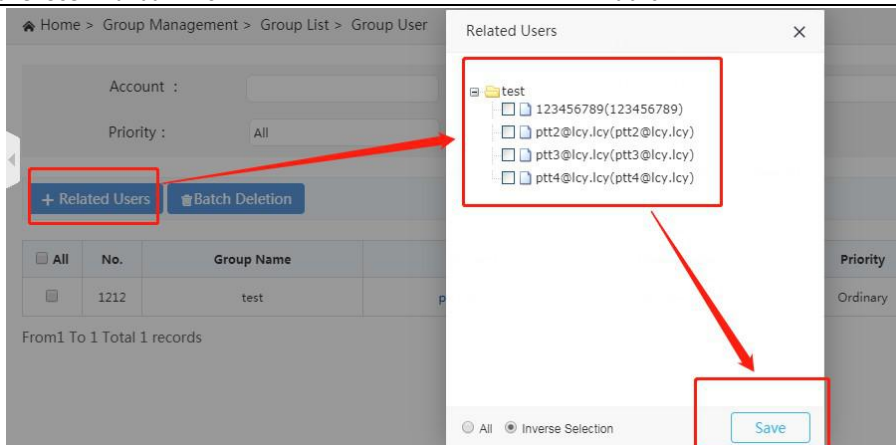 Home > Group Management > Group List > Group User
Related Users
Account :
Priority :
All
test
123456789(123456789)
ptt2@lcy.lcy(ptt2@lcy.lcy)
ptt3@lcy.lcy(ptt3@lcy.lcy)
ptt4@lcy.lcy(ptt4@lcy.lcy)
+ Related Users
Batch Deletion
All No. Group Name Priority
1212 test p Ordinary
From1 To 1 Total 1 records
All Inverse Selection Save